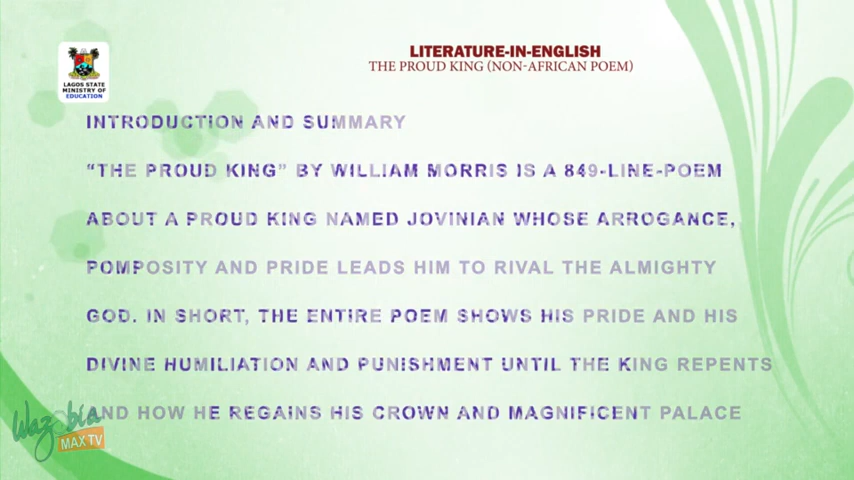 LITERATURE-IN-ENGLISH
THE PROUD KING (NON-AFRICAN POEM)
LAGOS STATE
MINISTRY OF
EDUCATION
INTRODUCTION AND SUMMARY
“THE PROUD KING” BY WILLIAM MORRIS IS A 849-LINE-POEM
ABOUT A PROUD KING NAMED JOVINIAN WHOSE ARROGANCE,
POMPOSITY AND PRIDE LEADS HIM TO RIVAL THE ALMIGHTY
GOD. IN SHORT, THE ENTIRE POEM SHOWS HIS PRIDE AND HIS
DIVINE HUMILIATION AND PUNISHMENT UNTIL THE KING REPENTS
AND HOW HE REGAINS HIS CROWN AND MAGNIFICENT PALACE
Wazobia
MAX TV